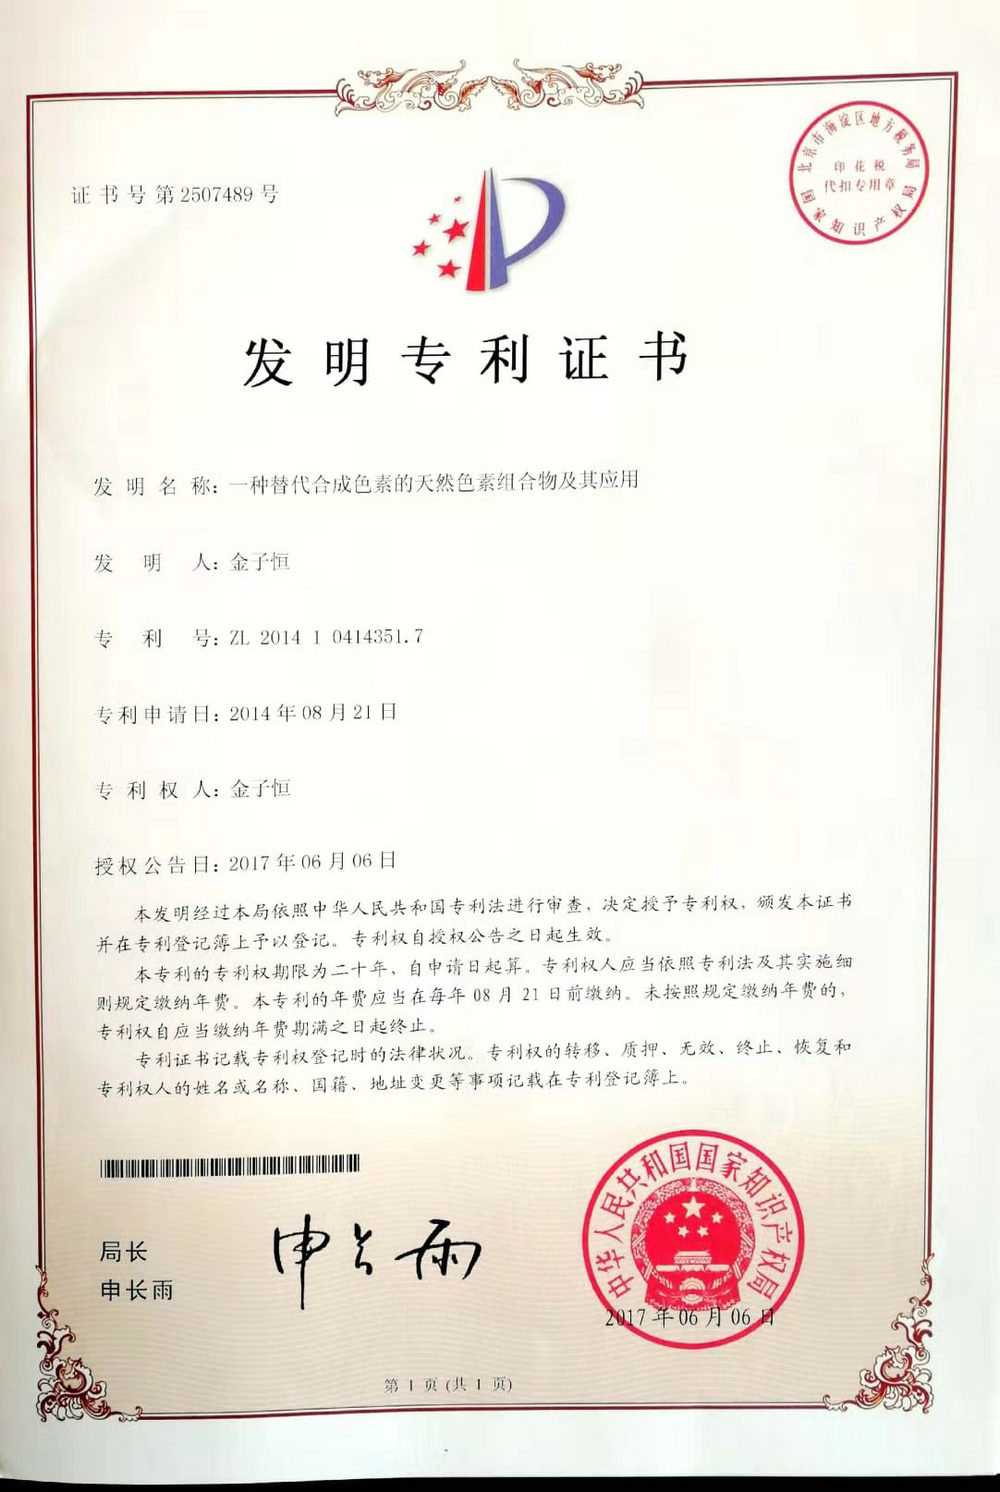 证书号第2507489号
北京市海淀区地方税务局
印花税
代扣专用章
国家知识产权局
发明专利证书
发明名称：一种替代合成色素的天然色素组合物及其应用
发明人：金子恒
专利号：ZL 2014 1 0414351.7
专利申请日：2014年08月21日
专利权人：金子恒
授权公告日：2017年06月06日
本发明经过本局依照中华人民共和国专利法进行审查，决定授予专利权，颁发本证书
并在专利登记簿上予以登记。专利权自授权公告之日起生效。
本专利的专利权期限为二十年，自申请日起算。专利权人应当依照专利法及其实施细
则规定缴纳年费。本专利的年费应当在每年08月21日前缴纳。未按照规定缴纳年费的，
专利权自应当缴纳年费期满之日起终止。
专利证书记载专利权登记时的法律状况。专利权的转移、质押、无效、终止、恢复和
专利权人的姓名或名称、国籍、地址变更等事项记载在专利登记簿上。
局长
申长雨
申长雨
中华人民共和国国家知识产权局
2017年06月06日
第1页(共1页)